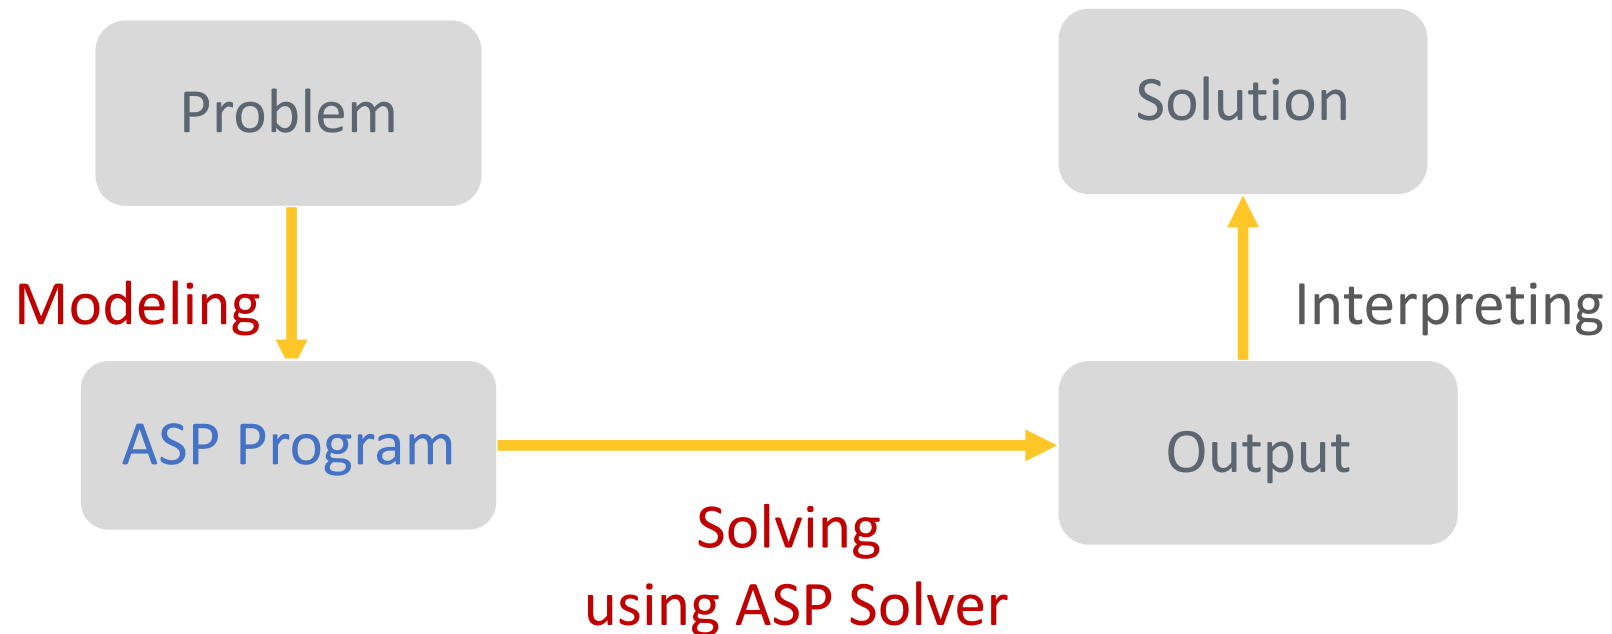 Problem
Solution
Modeling
Interpreting
ASP Program
Output
Solving
using ASP Solver